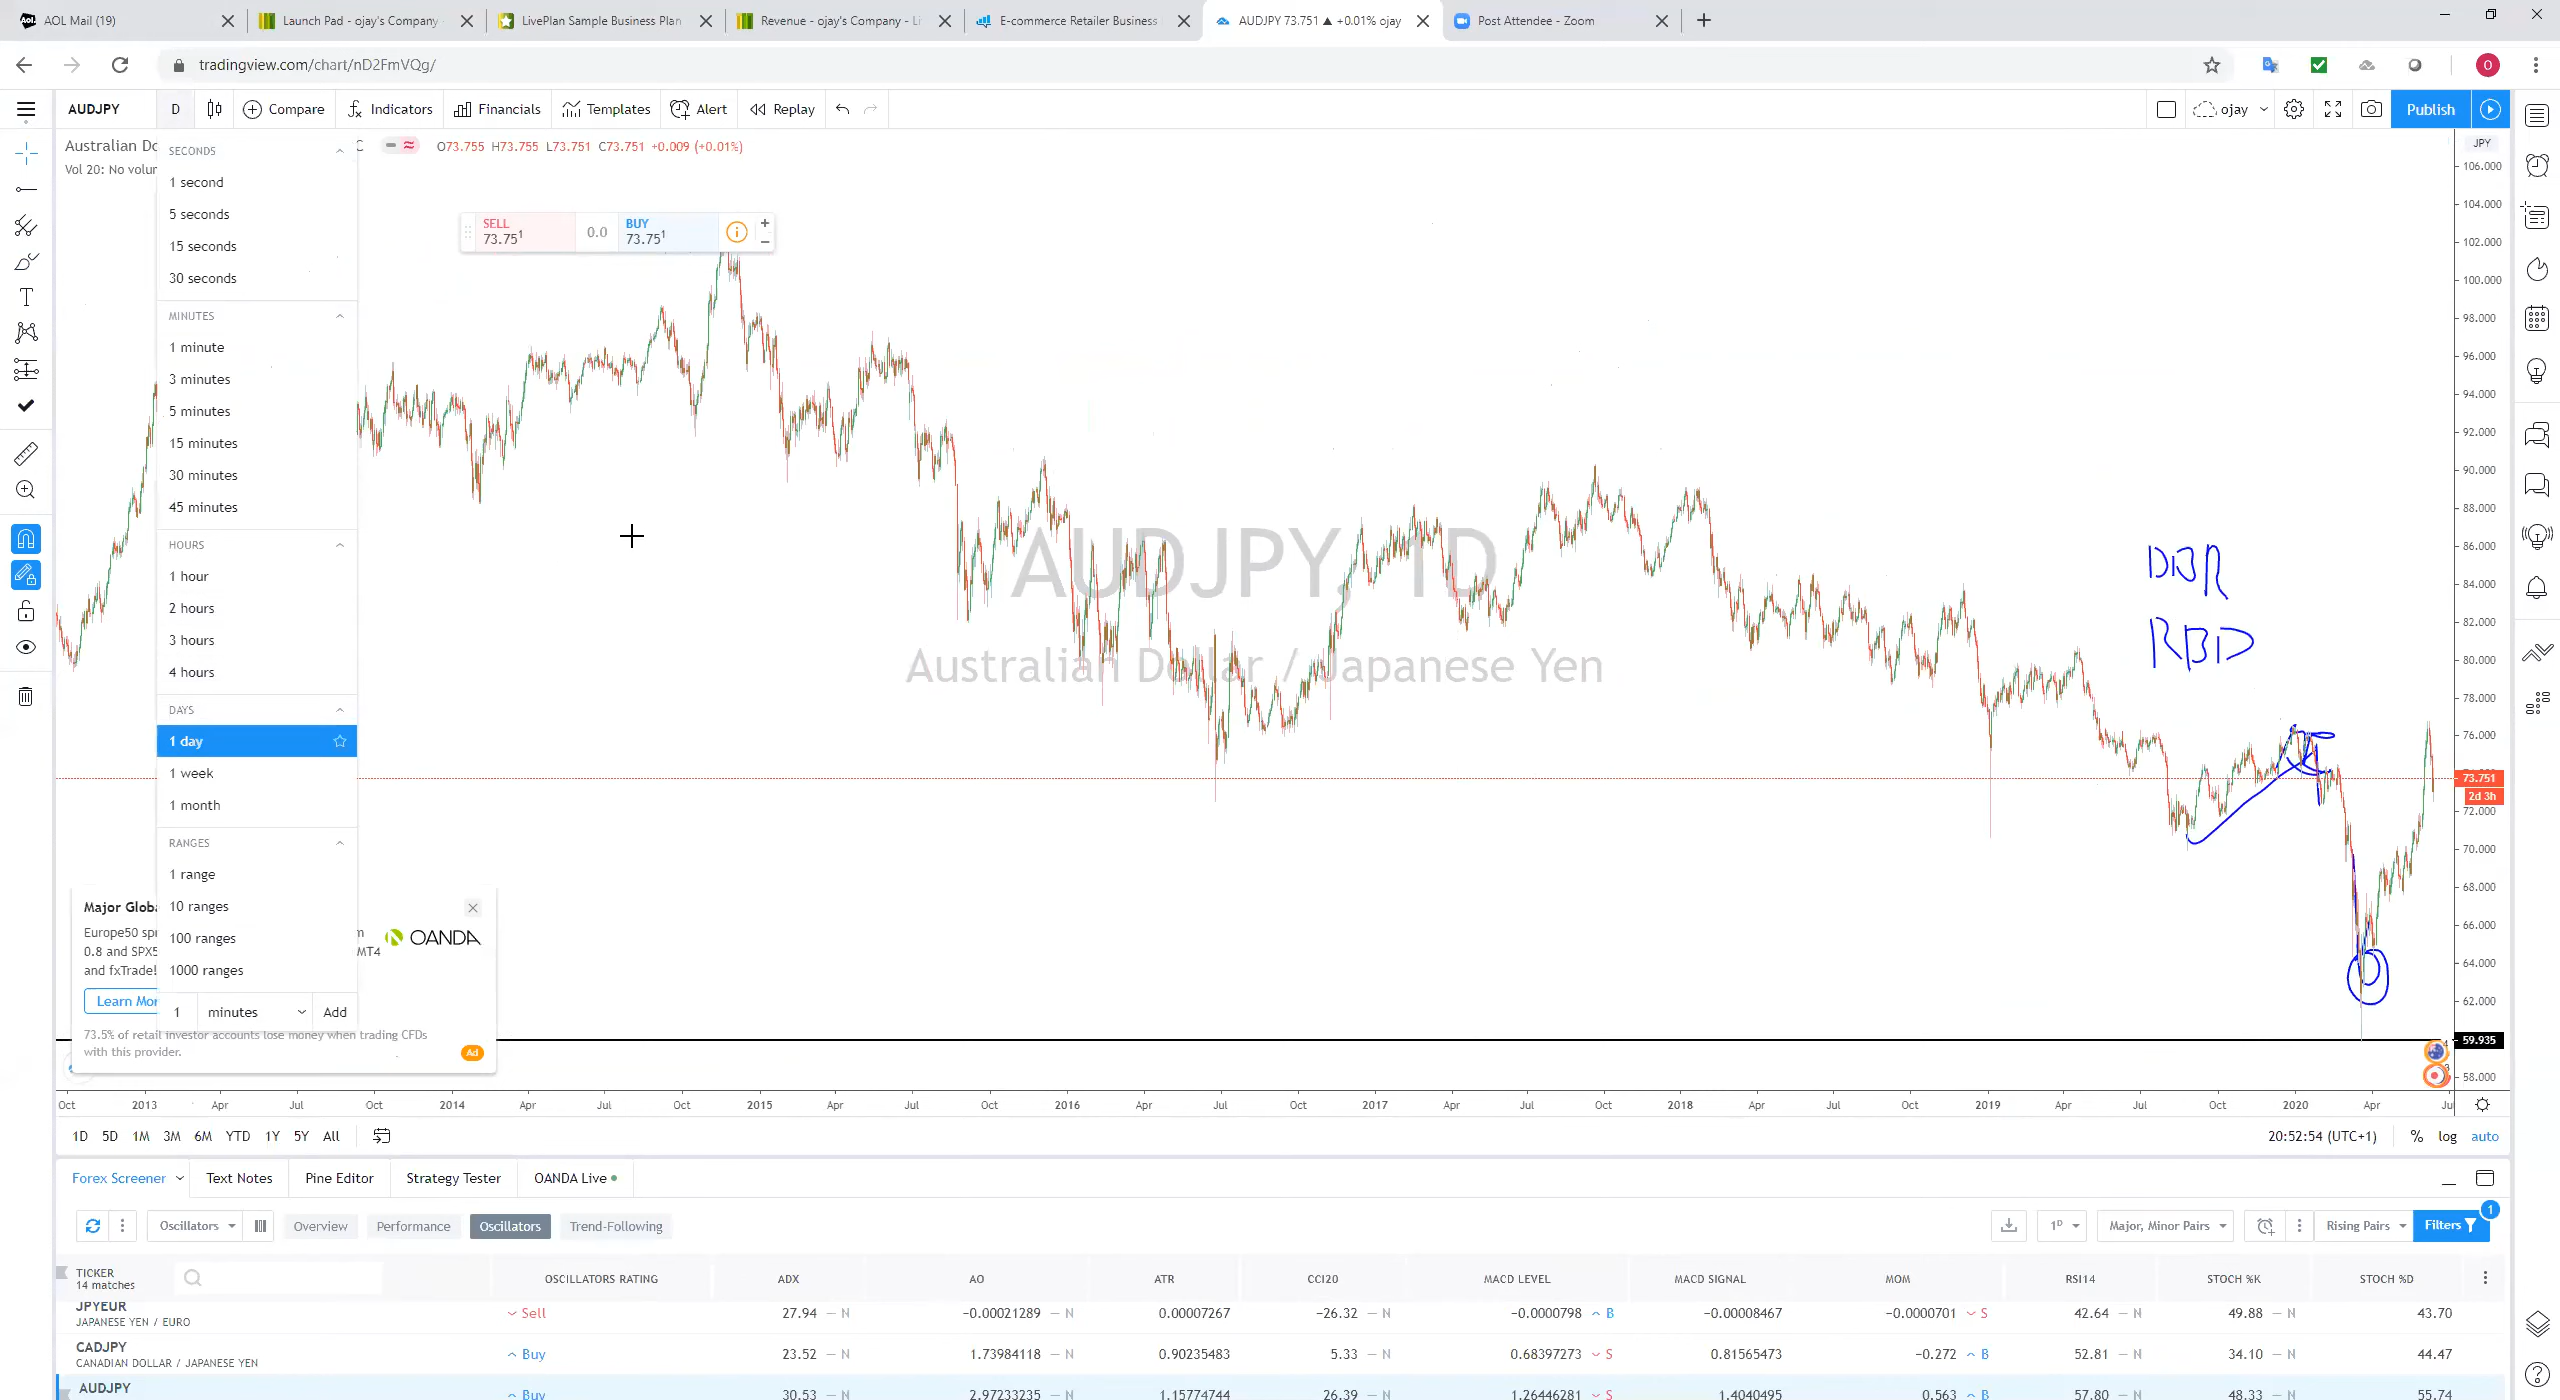 AOL Mail (19)
Launch Pad - ojay's Company
LivePlan Sample Business Plan
Revenue - ojay's Company - Li
E-commerce Retailer Business
AUDJPY 73.751 ▲ +0.01% ojay
Post Attendee - Zoom
tradingview.com/chart/nD2FmVQg/
O
AUDJPY D Compare Indicators Financials Templates Alert Replay ojay Publish
Australian Do C O73.755 H73.755 L73.751 C73.751 +0.009 (+0.01%)
Vol 20: No volu
SECONDS
1 second
5 seconds
15 seconds
30 seconds
MINUTES
1 minute
3 minutes
5 minutes
15 minutes
30 minutes
45 minutes
HOURS
1 hour
2 hours
3 hours
4 hours
DAYS
1 day
1 week
1 month
RANGES
1 range
10 ranges
100 ranges
1000 ranges
1 minutes Add
SELL
73.75¹
0.0
BUY
73.75¹
AUDJPY, 1D
Australian Dollar / Japanese Yen
DBR
RBD
JPY
106.000
104.000
102.000
100.000
98.000
96.000
94.000
92.000
90.000
88.000
86.000
84.000
82.000
80.000
78.000
76.000
73.751
2d 3h
72.000
70.000
68.000
66.000
64.000
62.000
59.935
58.000
Major Globa
Europe50 spr m
0.8 and SPX5 MT4
and fxTrade!
OANDA
Learn Mor
73.5% of retail investor accounts lose money when trading CFDs
with this provider.
Ad
Oct 2013 Apr Jul Oct 2014 Apr Jul Oct 2015 Apr Jul Oct 2016 Apr Jul Oct 2017 Apr Jul Oct 2018 Apr Jul Oct 2019 Apr Jul Oct 2020 Apr Ju
1D 5D 1M 3M 6M YTD 1Y 5Y All 20:52:54 (UTC+1) % log auto
Forex Screener Text Notes Pine Editor Strategy Tester OANDA Live
Oscillators Overview Performance Oscillators Trend-Following 1D Major, Minor Pairs Rising Pairs Filters 1
TICKER OSCILLATORS RATING ADX AO ATR CCI20 MACD LEVEL MACD SIGNAL MOM RSI14 STOCH %K STOCH %D
14 matches
JPYEUR Sell 27.94 — N −0.00021289 — N 0.00007267 −26.32 — N −0.0000798 B −0.00008467 −0.0000701 S 42.64 — N 49.88 — N 43.70
JAPANESE YEN / EURO
CADJPY Buy 23.52 — N 1.73984118 — N 0.90235483 5.33 — N 0.68397273 S 0.81565473 −0.272 B 52.81 — N 34.10 — N 44.47
CANADIAN DOLLAR / JAPANESE YEN
AUDJPY Buy 30.53 — N 2.97233235 — N 1.15774744 26.39 — N 1.26446281 S 1.4040495 0.563 B 57.80 — N 48.33 — N 55.74